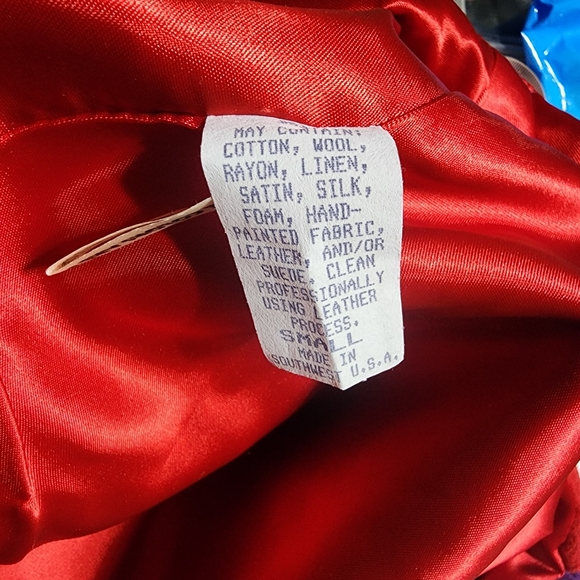 MAY CONTAIN:
COTTON, WOOL,
RAYON, LINEN,
SATIN, SILK,
FOAM, HAND-
PAINTED FABRIC,
LEATHER, AND/OR
SUEDE, CLEAN
PROFESSIONALLY
USING LEATHER
PROCESS.
SMALL
MADE IN
SOUTHWEST U.S.A.